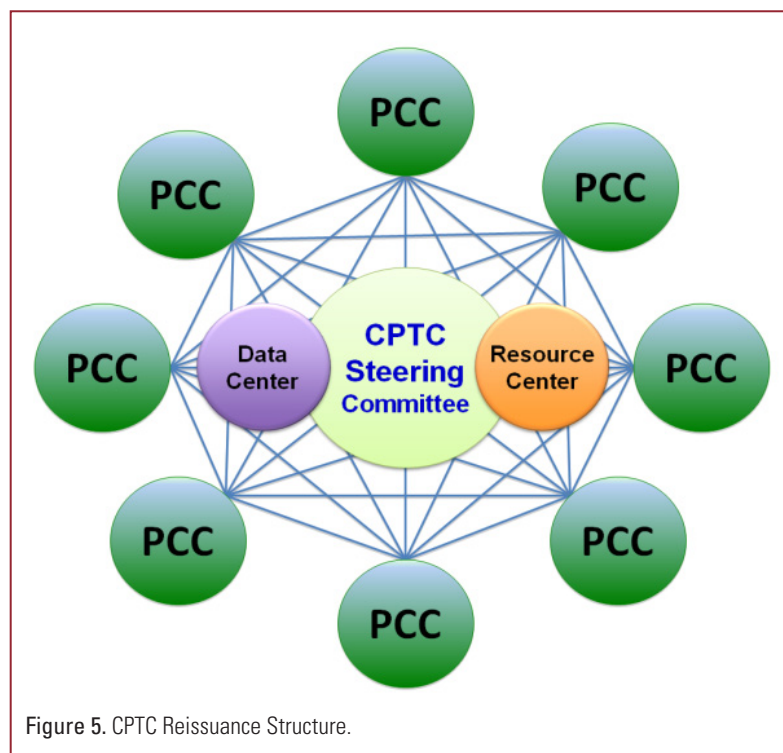 PCC
PCC
PCC
PCC
Data
Center
CPTC
Steering
Committee
Resource
Center
PCC
PCC
PCC
PCC
Figure 5. CPTC Reissuance Structure.